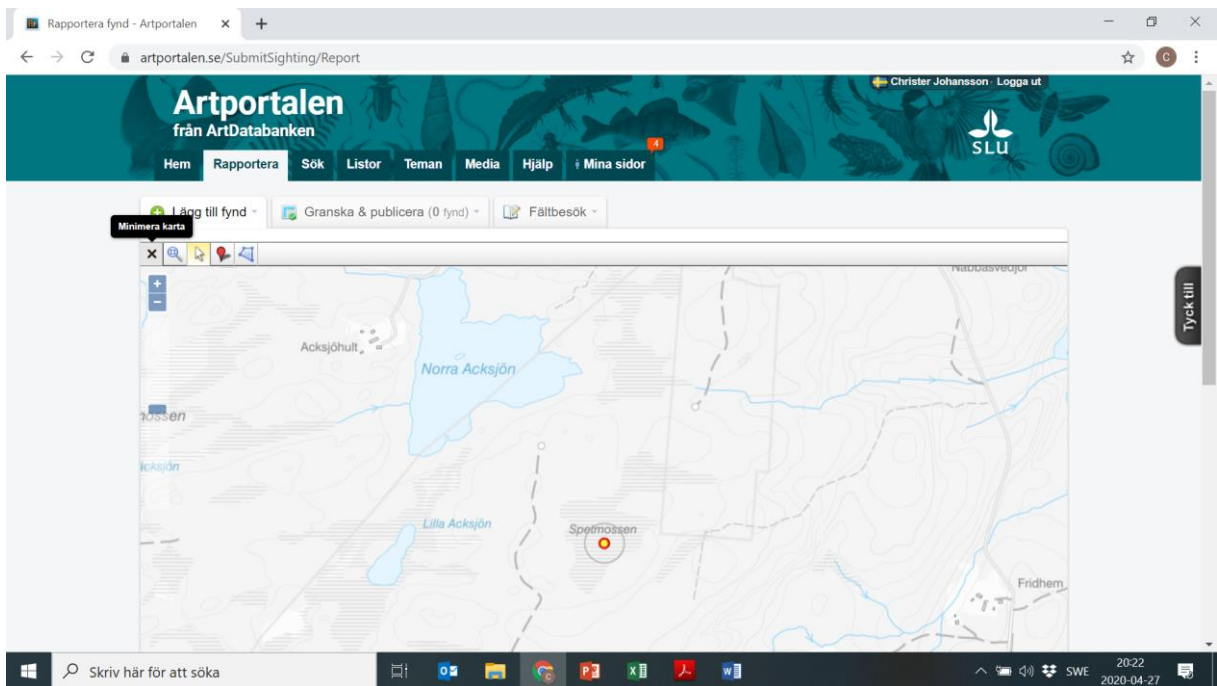 Rapportera fynd - Artportalen
artportalen.se/SubmitSighting/Report
C
Christer Johansson Logga ut
Artportalen
från ArtDatabanken
SLU
4
Hem Rapportera Sök Listor Teman Media Hjälp Mina sidor
Lägg till fynd Granska & publicera (0 fynd) Fältbesök
Minimera karta
Tyck till
Acksjöhult
Norra Acksjön
Lilla Acksjön
Spetmossen
Fridhem
Skriv här för att söka
SWE
20:22
2020-04-27